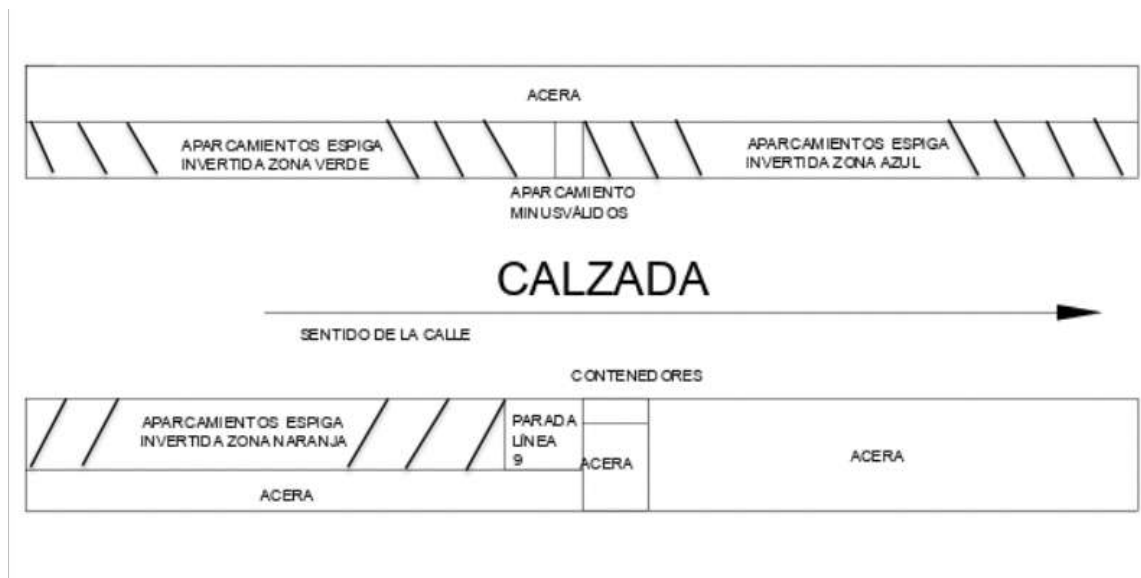 ACERA
APARCAMIENTOS ESPIGA
INVERTIDA ZONA VERDE
APARCAMIENTOS ESPIGA
INVERTIDA ZONA AZUL
APARCAMIENTO
MINUSVÁLIDOS
CALZADA
SENTIDO DE LA CALLE
CONTENEDORES
APARCAMIENTOS ESPIGA
INVERTIDA ZONA NARANJA
PARADA
LÍNEA
9
ACERA
ACERA
ACERA